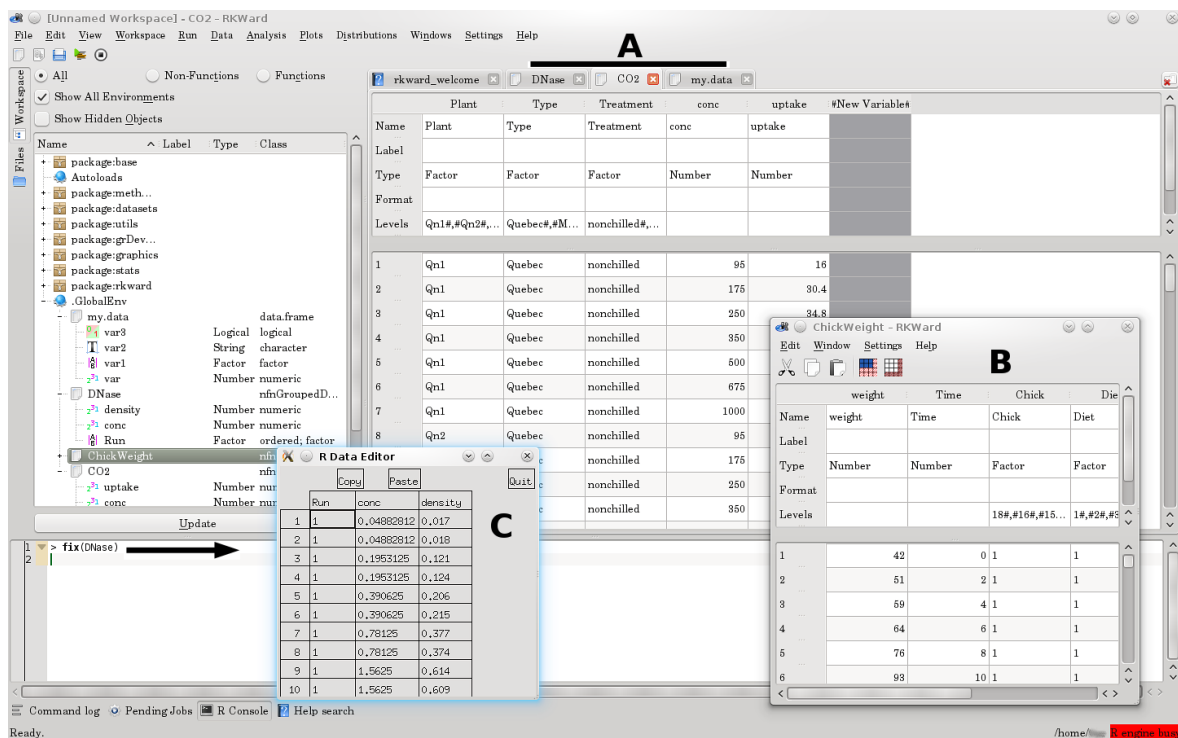 [Unnamed Workspace] - CO2 - RKWard
File Edit View Workspace Run Data Analysis Plots Distributions Windows Settings Help
A
Workspace
Files
All Non-Functions Functions
Show All Environments
Show Hidden Objects
Name Label Type Class
package:base
Autoloads
package:meth...
package:datasets
package:utils
package:grDev...
package:graphics
package:stats
package:rkward
.GlobalEnv
my.data data.frame
var3 Logical logical
var2 String character
var1 Factor factor
var Number numeric
DNase nfnGroupedD...
density Number numeric
conc Number numeric
Run Factor ordered; factor
ChickWeight nfn
CO2 nfn
uptake Number nur
conc Number nur
Update
rkward_welcome DNase CO2 my.data
Plant Type Treatment conc uptake #New Variable#
Name Plant Type Treatment conc uptake
Label
Type Factor Factor Factor Number Number
Format
Levels Qn1#,#Qn2#,... Quebec#,#M... nonchilled#,...
1 Qn1 Quebec nonchilled 95 16
2 Qn1 Quebec nonchilled 175 30.4
3 Qn1 Quebec nonchilled 250 34.8
4 Qn1 Quebec nonchilled 350
5 Qn1 Quebec nonchilled 500
6 Qn1 Quebec nonchilled 675
7 Qn1 Quebec nonchilled 1000
8 Qn2 Quebec nonchilled 95
c nonchilled 175
c nonchilled 250
c nonchilled 350
ChickWeight - RKWard
Edit Window Settings Help
B
weight Time Chick Die
Name weight Time Chick Diet
Label
Type Number Number Factor Factor
Format
Levels 18#,#16#,#15... 1#,#2#,#3
1 42 0 1 1
2 51 2 1 1
3 59 4 1 1
4 64 6 1 1
5 76 8 1 1
6 93 10 1 1
R Data Editor
Copy Paste Quit
C
Run conc density
1 1 0.04882812 0.017
2 1 0.04882812 0.018
3 1 0.1953125 0.121
4 1 0.1953125 0.124
5 1 0.390625 0.206
6 1 0.390625 0.215
7 1 0.78125 0.377
8 1 0.78125 0.374
9 1 1.5625 0.614
10 1 1.5625 0.609
1 > fix(DNase)
2
Command log Pending Jobs R Console Help search
Ready. /home/ R engine busy